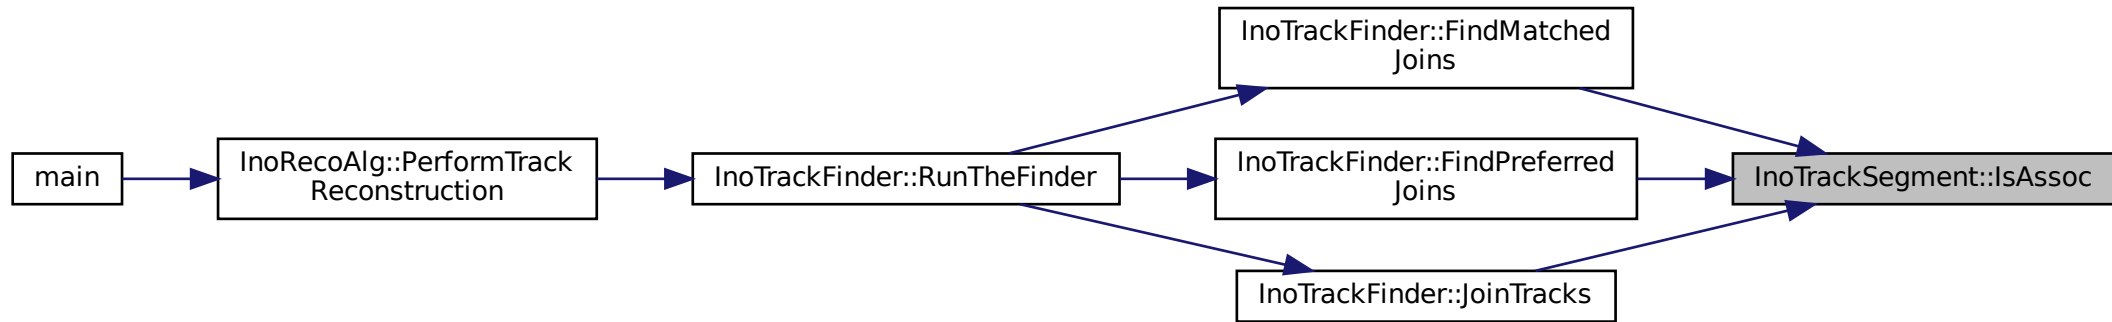 main
InoRecoAlg::PerformTrack
Reconstruction
InoTrackFinder::RunTheFinder
InoTrackFinder::FindMatched
Joins
InoTrackFinder::FindPreferred
Joins
InoTrackFinder::JoinTracks
InoTrackSegment::IsAssoc